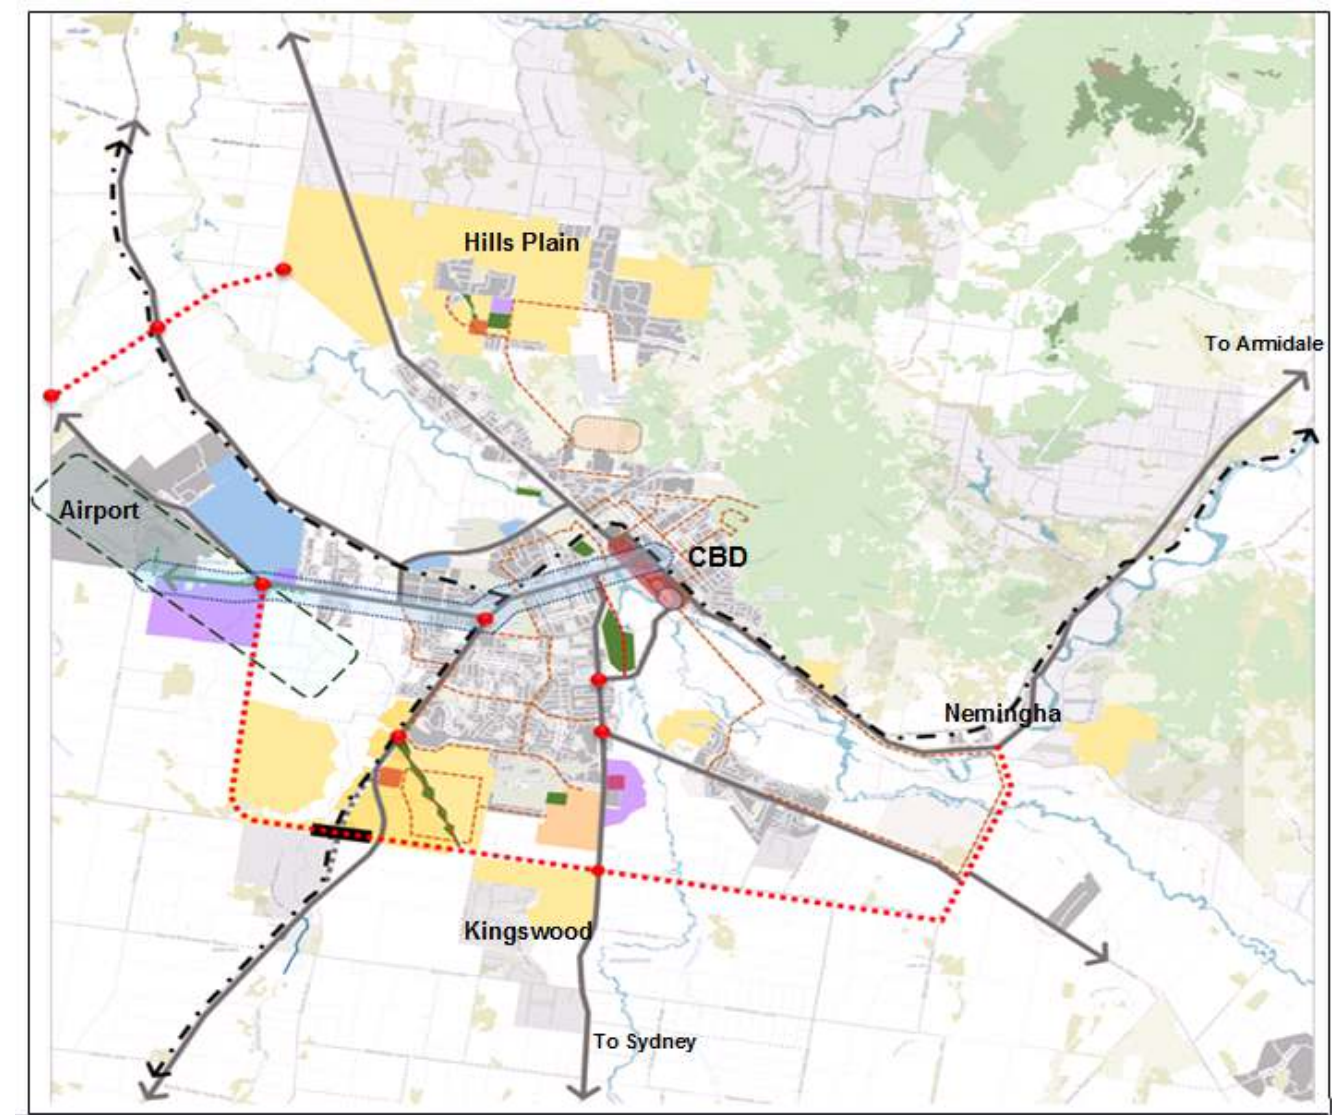 Hills Plain
To Armidale
Airport
CBD
Nemingha
Kingswood
To Sydney